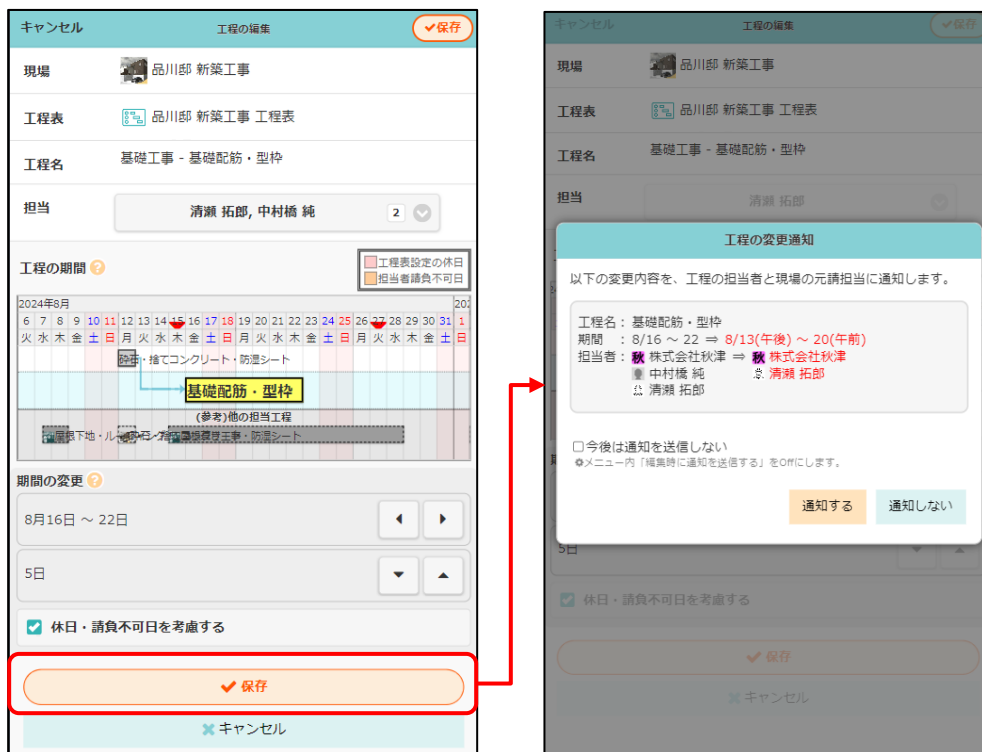 キャンセル 工程の編集 保存
現場 品川邸 新築工事
工程表 品川邸 新築工事 工程表
工程名 基礎工事 - 基礎配筋・型枠
担当 清瀬 拓郎, 中村橋 純 2
工程の期間 ?
工程表設定の休日
担当者請負不可日
2024年8月 202
6 7 8 9 10 11 12 13 14 15 16 17 18 19 20 21 22 23 24 25 26 27 28 29 30 31 1
火 水 木 金 土 日 月 火 水 木 金 土 日 月 火 水 木 金 土 日 月 火 水 木 金 土 日
砕石・捨てコンクリート・防湿シート
基礎配筋・型枠
(参考)他の担当工程
屋根下地・ル
期間の変更 ?
8月16日 ~ 22日
5日
休日・請負不可日を考慮する
保存
キャンセル
キャンセル 工程の編集 保存
現場 品川邸 新築工事
工程表 品川邸 新築工事 工程表
工程名 基礎工事 - 基礎配筋・型枠
担当 清瀬 拓郎
工程の変更通知
以下の変更内容を、工程の担当者と現場の元請担当に通知します。
工程名: 基礎配筋・型枠
期間 : 8/16 ~ 22 ⇒ 8/13(午後) ~ 20(午前)
担当者: 秋 株式会社秋津 ⇒ 秋 株式会社秋津
中村橋 純 清瀬 拓郎
清瀬 拓郎
今後は通知を送信しない
メニュー内「編集時に通知を送信する」をOffにします。
通知する 通知しない
5日
休日・請負不可日を考慮する
保存
キャンセル